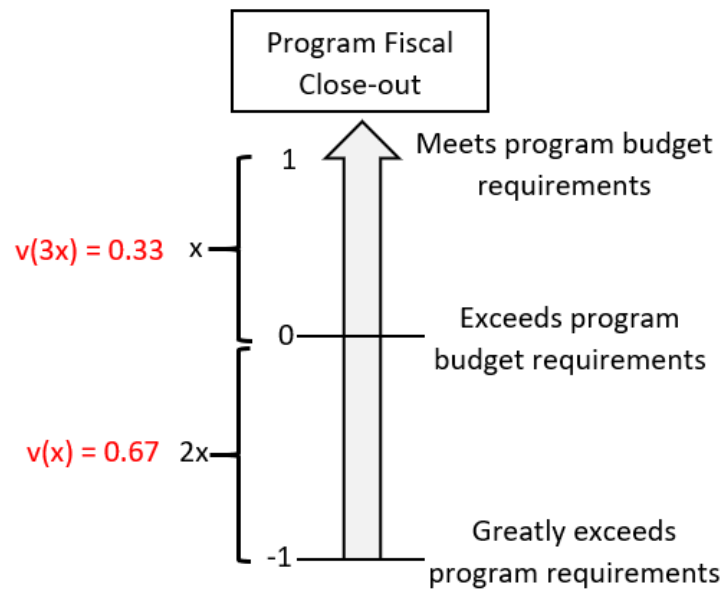 Program Fiscal
Close-out
1
Meets program budget
requirements
v(3x) = 0.33
x
0
Exceeds program
budget requirements
v(x) = 0.67
2x
-1
Greatly exceeds
program requirements